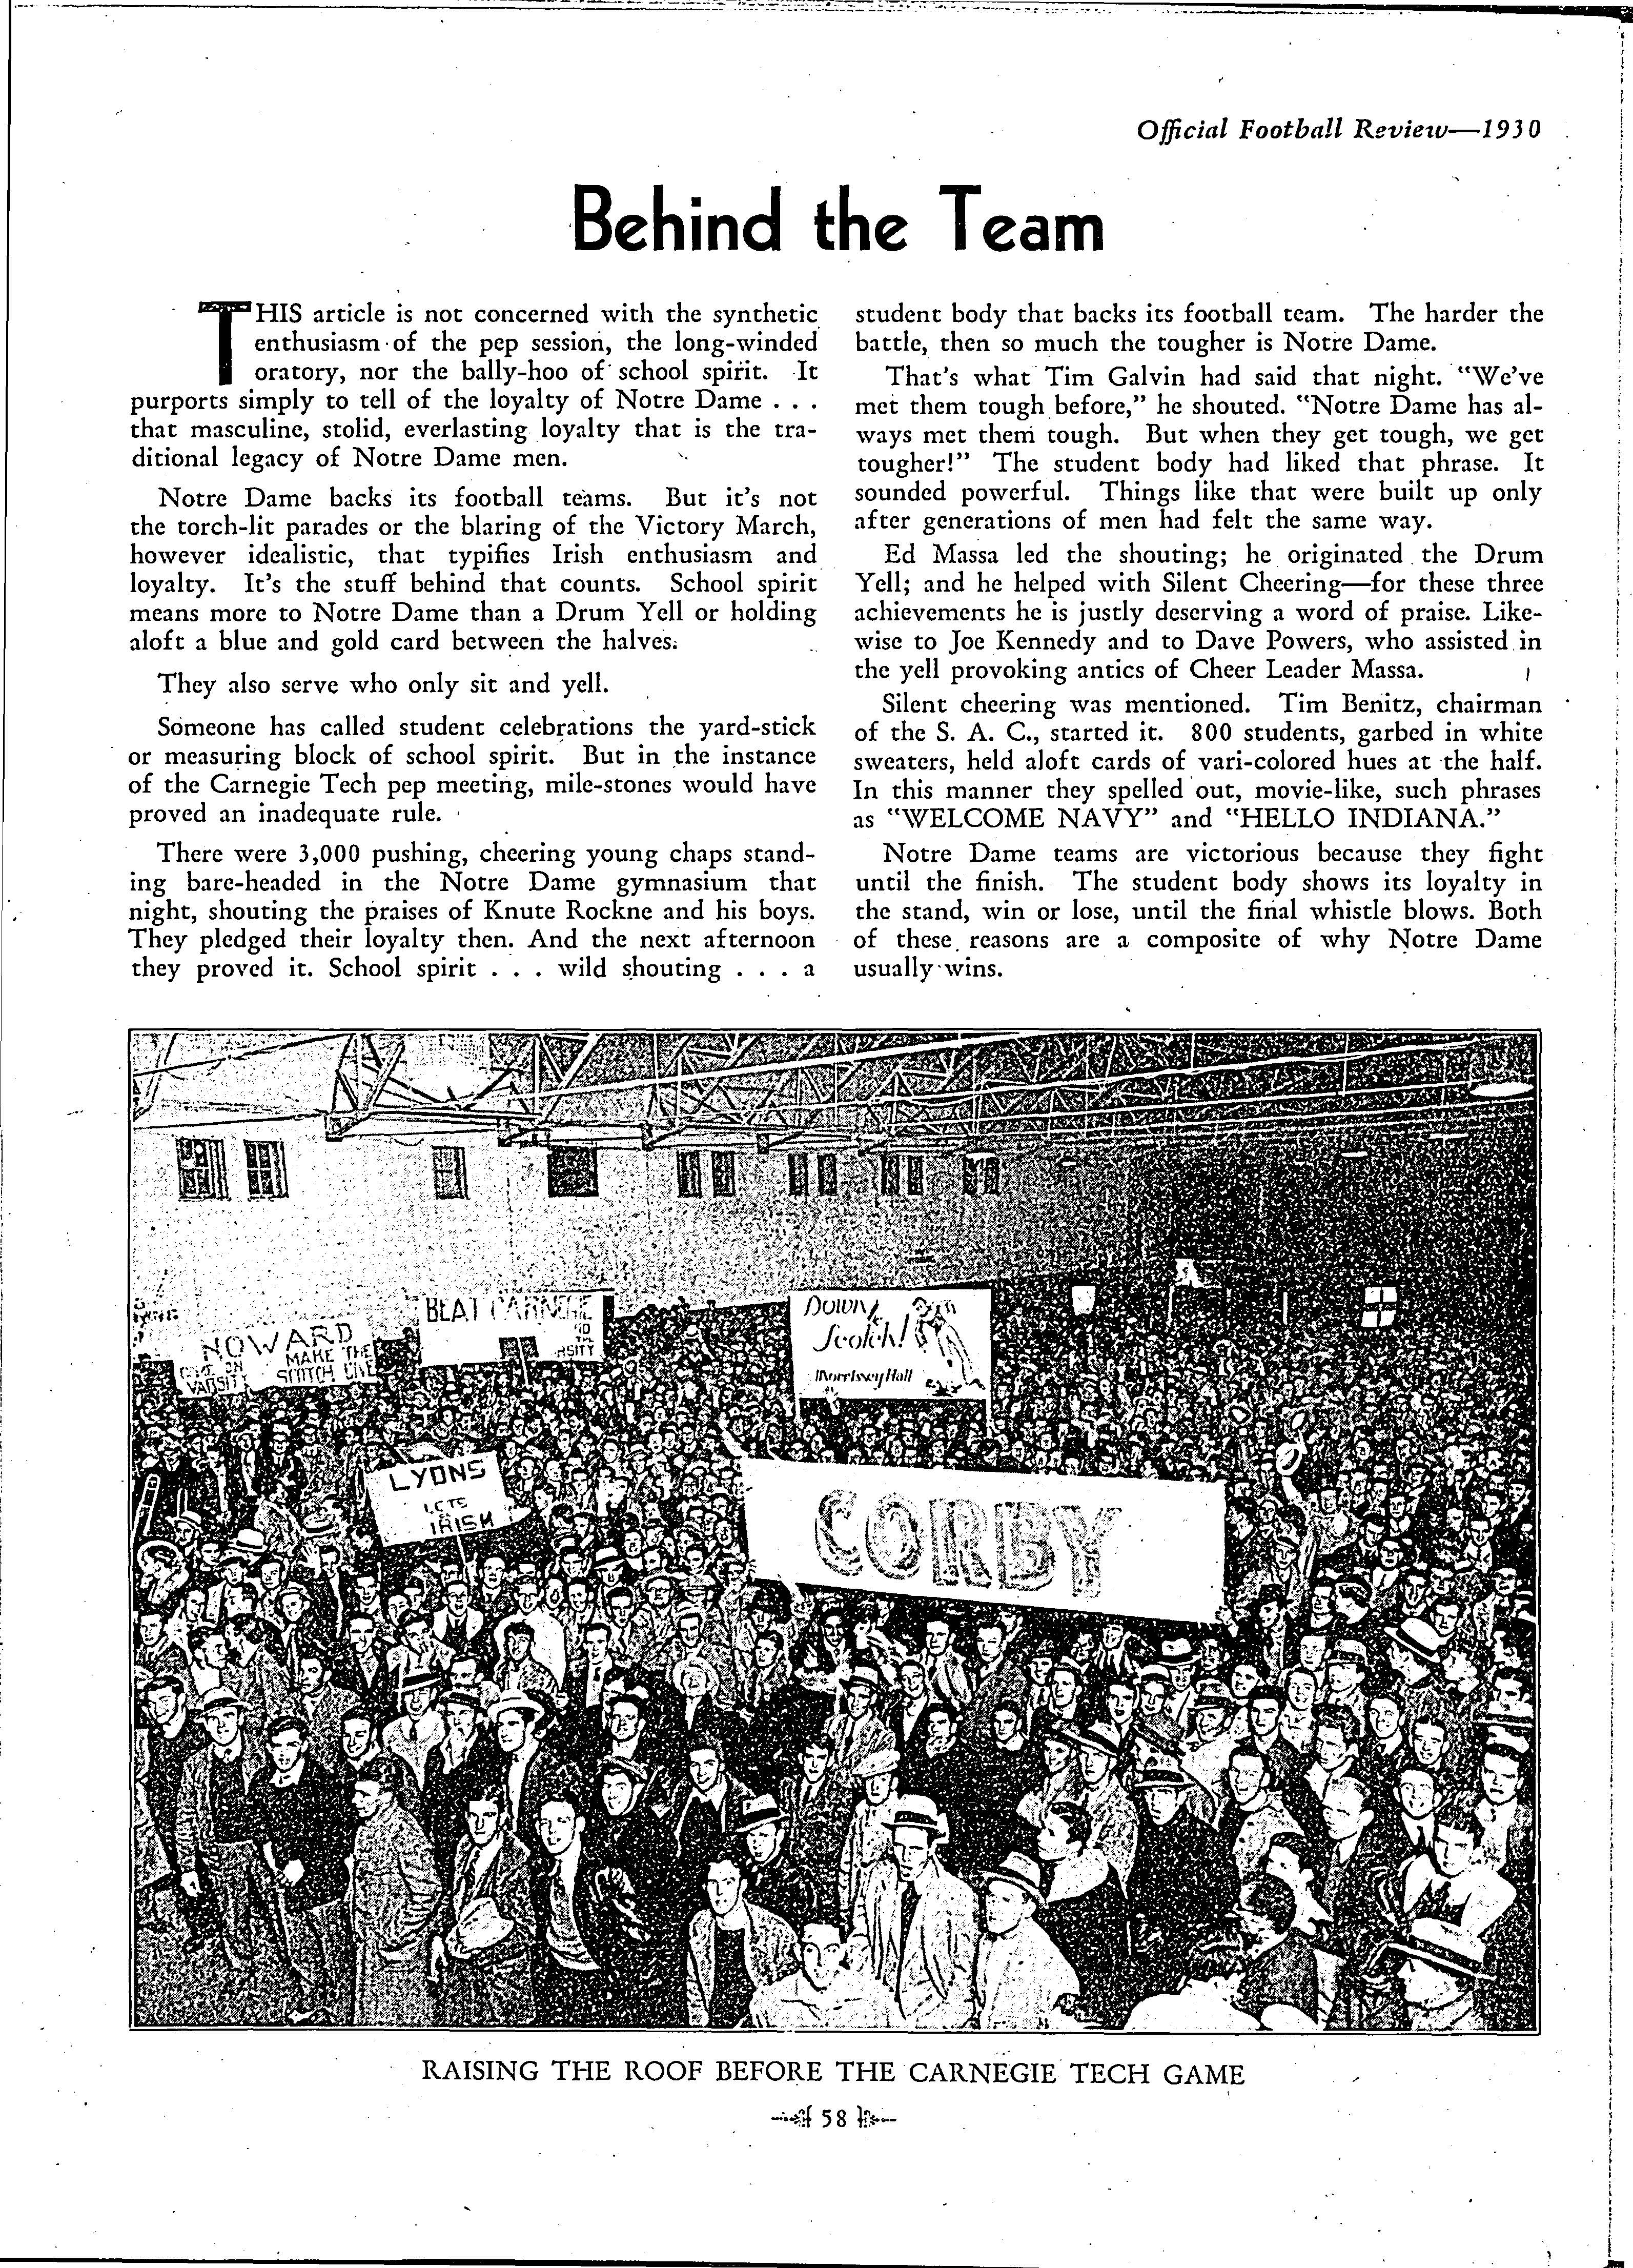 Official Football Review—1930
Behind the Team
THIS article is not concerned with the synthetic
enthusiasm of the pep session, the long-winded
oratory, nor the bally-hoo of school spirit. It
purports simply to tell of the loyalty of Notre Dame . . .
that masculine, stolid, everlasting loyalty that is the tra-
ditional legacy of Notre Dame men.
Notre Dame backs its football teams. But it's not
the torch-lit parades or the blaring of the Victory March,
however idealistic, that typifies Irish enthusiasm and
loyalty. It's the stuff behind that counts. School spirit
means more to Notre Dame than a Drum Yell or holding
aloft a blue and gold card between the halves.
They also serve who only sit and yell.
Someone has called student celebrations the yard-stick
or measuring block of school spirit. But in the instance
of the Carnegie Tech pep meeting, mile-stones would have
proved an inadequate rule.
There were 3,000 pushing, cheering young chaps stand-
ing bare-headed in the Notre Dame gymnasium that
night, shouting the praises of Knute Rockne and his boys.
They pledged their loyalty then. And the next afternoon
they proved it. School spirit . . . wild shouting . . . a
student body that backs its football team. The harder the
battle, then so much the tougher is Notre Dame.
That's what Tim Galvin had said that night. "We've
met them tough before," he shouted. "Notre Dame has al-
ways met them tough. But when they get tough, we get
tougher!" The student body had liked that phrase. It
sounded powerful. Things like that were built up only
after generations of men had felt the same way.
Ed Massa led the shouting; he originated the Drum
Yell; and he helped with Silent Cheering—for these three
achievements he is justly deserving a word of praise. Like-
wise to Joe Kennedy and to Dave Powers, who assisted in
the yell provoking antics of Cheer Leader Massa.
Silent cheering was mentioned. Tim Benitz, chairman
of the S. A. C., started it. 800 students, garbed in white
sweaters, held aloft cards of vari-colored hues at the half.
In this manner they spelled out, movie-like, such phrases
as "WELCOME NAVY" and "HELLO INDIANA."
Notre Dame teams are victorious because they fight
until the finish. The student body shows its loyalty in
the stand, win or lose, until the final whistle blows. Both
of these reasons are a composite of why Notre Dame
usually wins.
HOWARD
MAKE THE
VARSITY
BEAT CARNEGIE
Down
Scotch!
Morrissey Hall
LYONS
LETS
IRISH
CORBY
RAISING THE ROOF BEFORE THE CARNEGIE TECH GAME
58